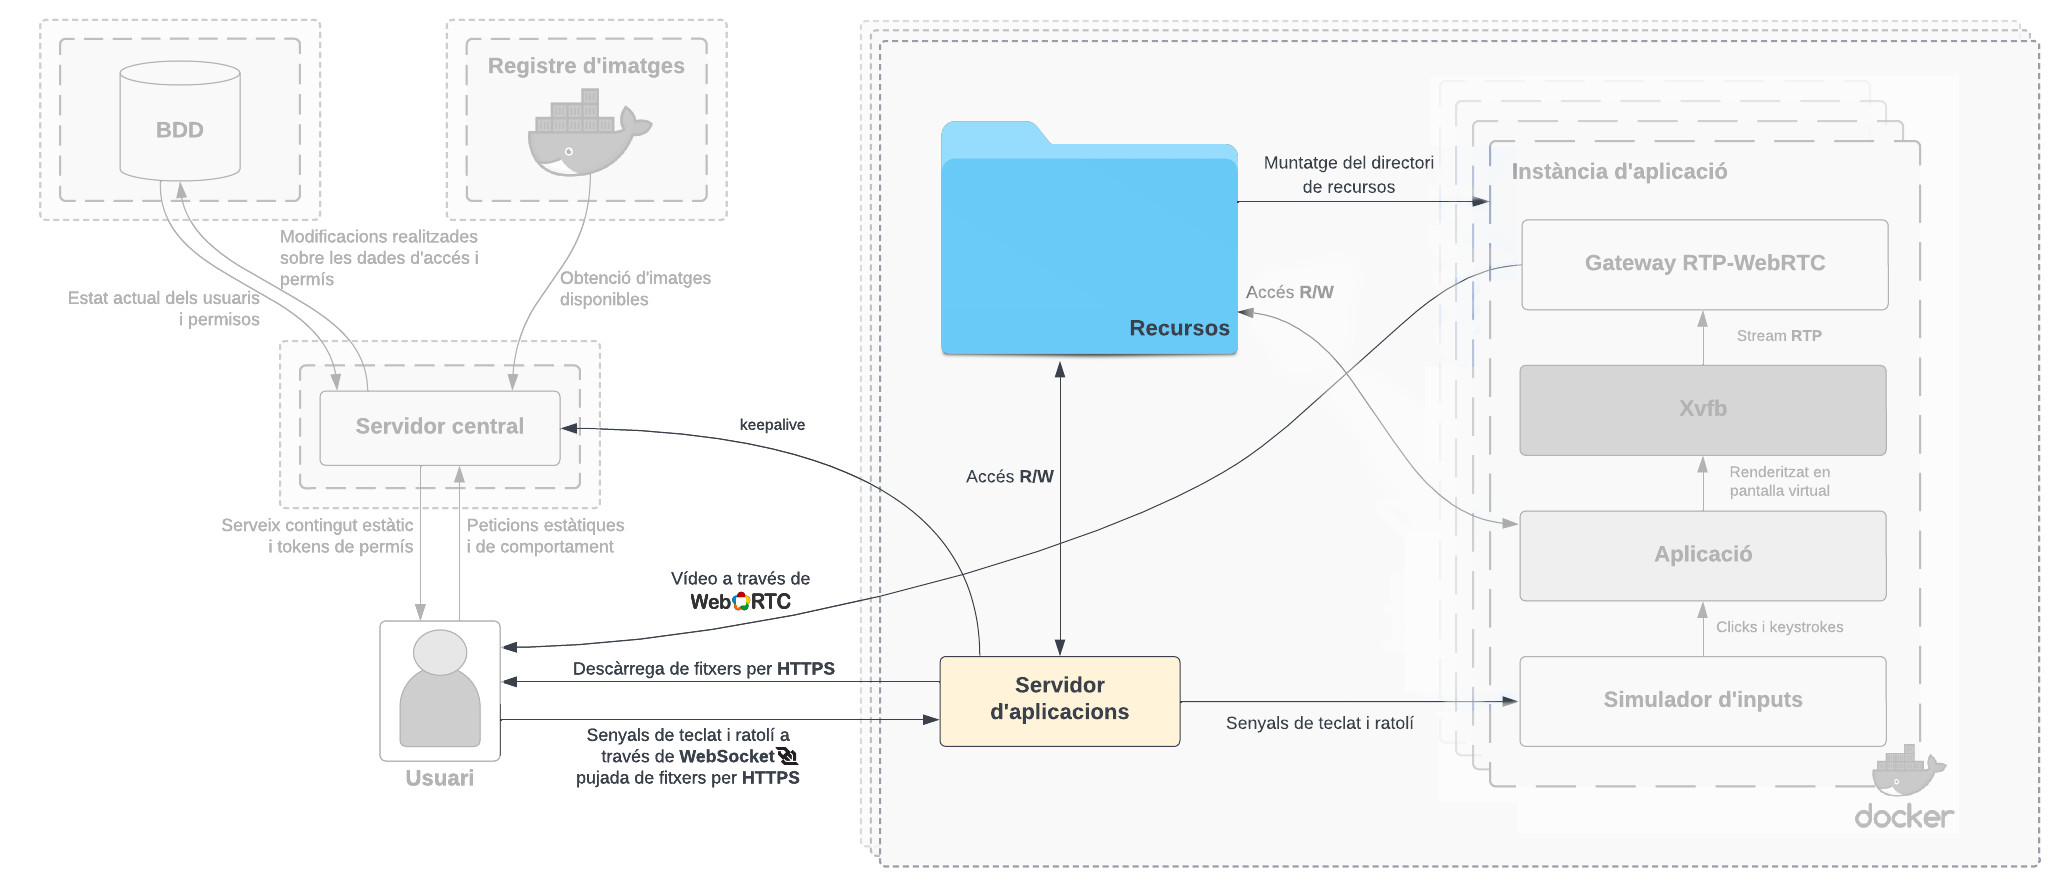 BDD
Registre d'imatges
Modificacions realitzades
sobre les dades d'accés i
permís
Estat actual dels usuaris
i permisos
Obtenció d'imatges
disponibles
Servidor central
Serveix contingut estàtic
i tokens de permís
Peticions estàtiques
i de comportament
keepalive
Vídeo a través de
WebRTC
Descàrrega de fitxers per HTTPS
Senyals de teclat i ratolí a
través de WebSocket
pujada de fitxers per HTTPS
Usuari
Recursos
Muntatge del directori
de recursos
Accés R/W
Accés R/W
Servidor
d'aplicacions
Senyals de teclat i ratolí
Instància d'aplicació
Gateway RTP-WebRTC
Stream RTP
Xvfb
Renderitzat en
pantalla virtual
Aplicació
Clicks i keystrokes
Simulador d'inputs
docker